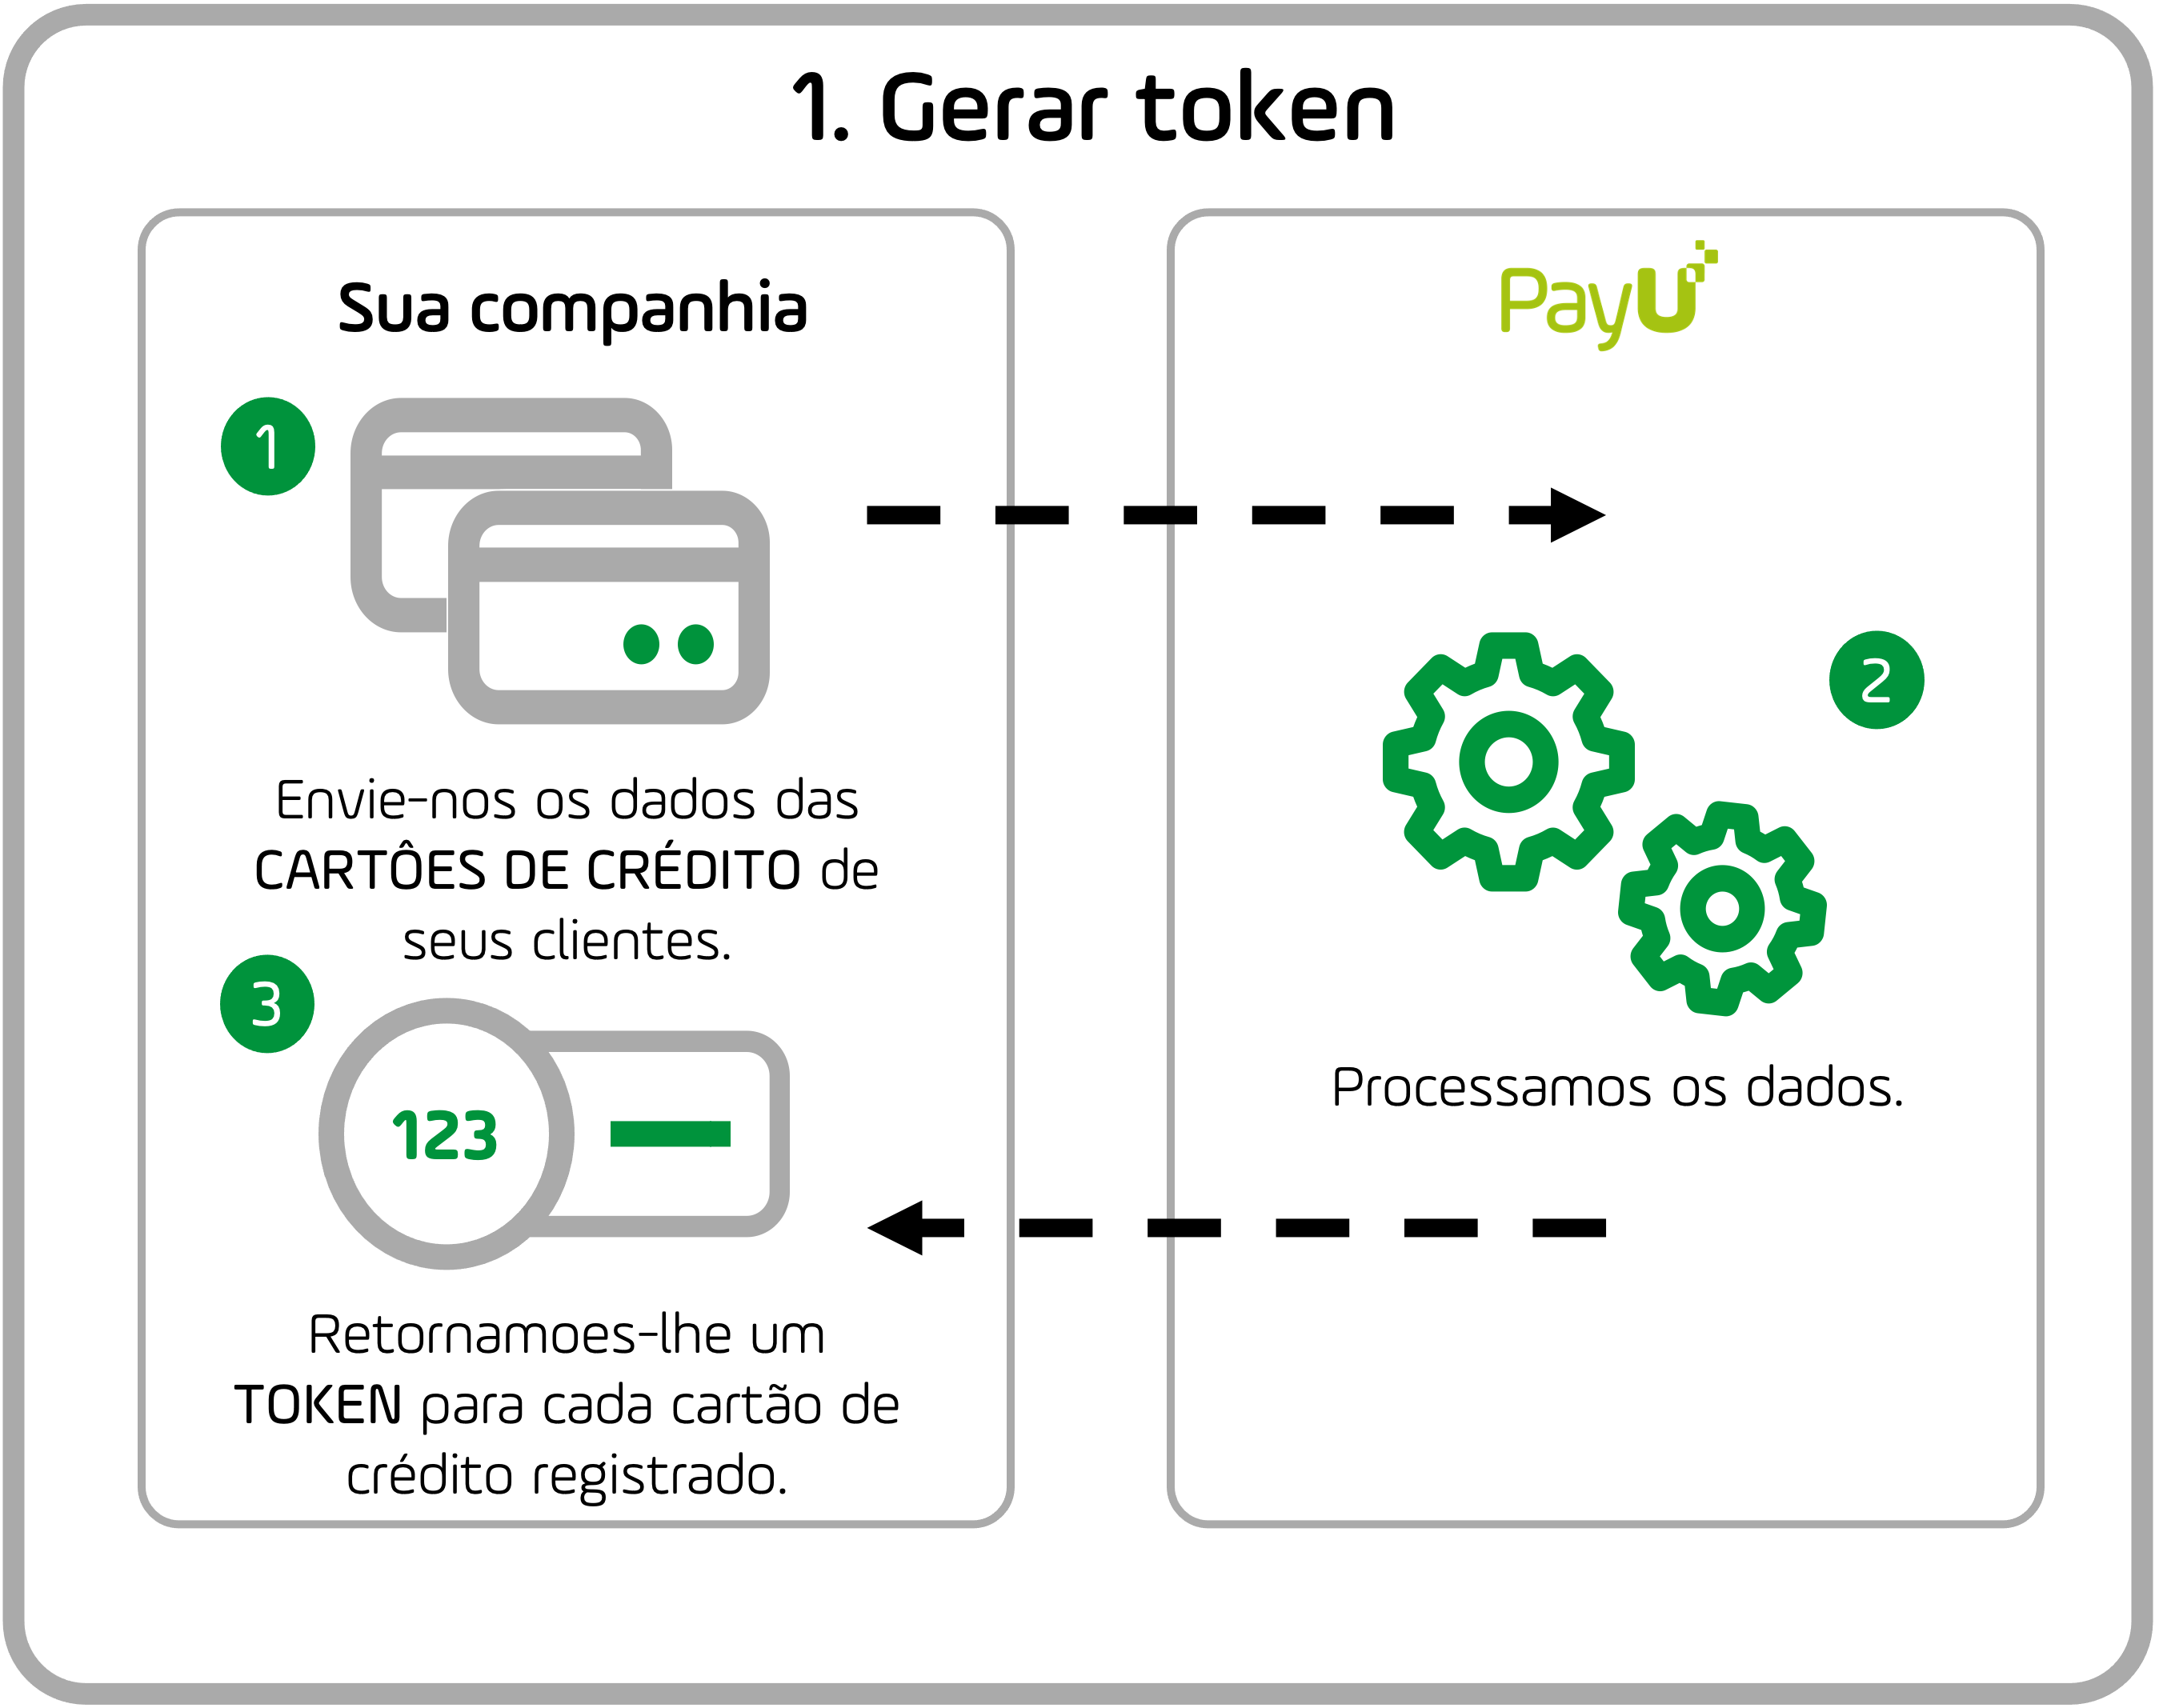 1. Gerar token
Sua companhia
1
Envie-nos os dados das
CARTÔES DE CRÉDITO de
seus clientes.
3
123
Retornamoes-lhe um
TOKEN para cada cartão de
crédito registrado.
PayU
2
Processamos os dados.